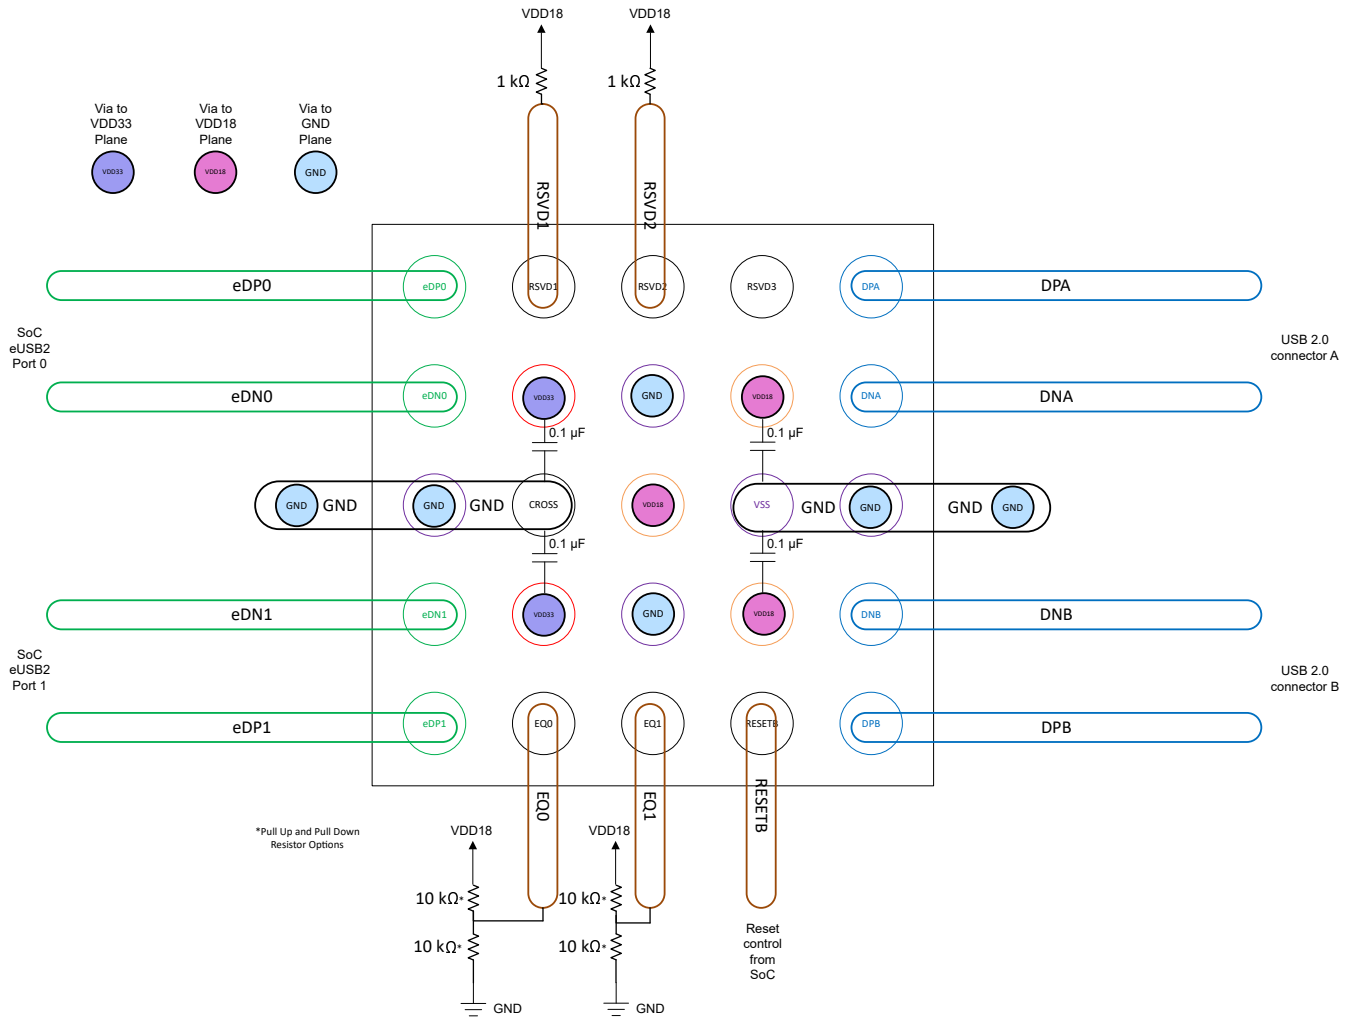 VDD18
VDD18
1 kΩ
1 kΩ
Via to
VDD33
Plane
Via to
VDD18
Plane
Via to
GND
Plane
VDD33
VDD18
GND
RSVD1
RSVD2
eDP0
eDP0
RSVD1
RSVD2
RSVD3
DPA
DPA
SoC
eUSB2
Port 0
USB 2.0
connector A
eDN0
eDN0
VDD33
GND
VDD18
DNA
DNA
0.1 µF
0.1 µF
GND
GND
GND
GND
CROSS
VDD18
VSS
GND
GND
GND
GND
0.1 µF
0.1 µF
eDN1
eDN1
VDD33
GND
VDD18
DNB
DNB
SoC
eUSB2
Port 1
USB 2.0
connector B
eDP1
eDP1
EQ0
EQ1
RESETB
DPB
DPB
EQ0
EQ1
RESETB
*Pull Up and Pull Down
Resistor Options
VDD18
VDD18
10 kΩ*
10 kΩ*
10 kΩ*
10 kΩ*
Reset
control
from
SoC
GND
GND